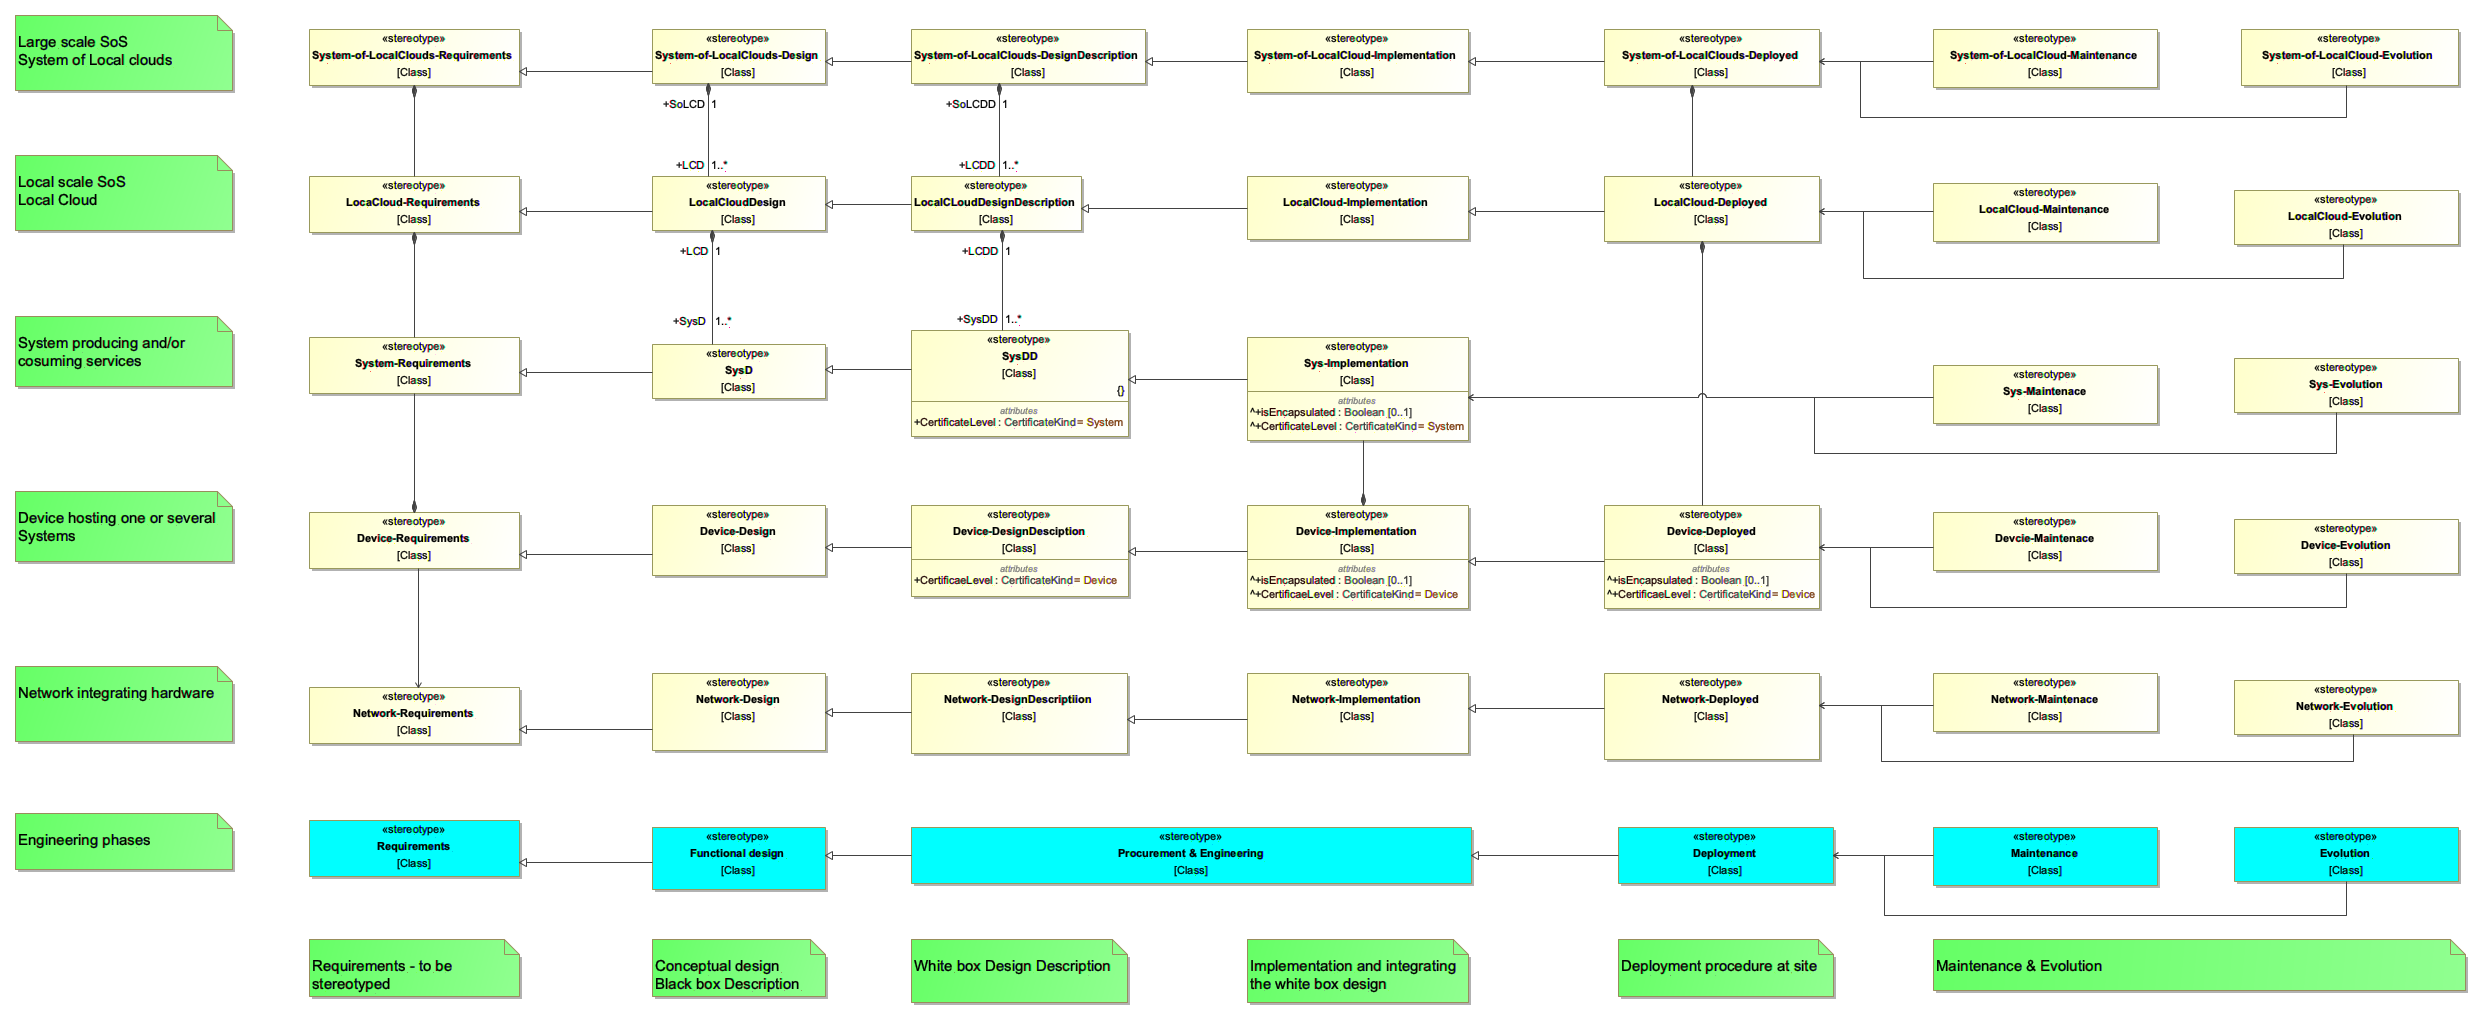 Large scale SoS
System of Local clouds
«stereotype»
System-of-LocalClouds-Requirements
[Class]
«stereotype»
System-of-LocalClouds-Design
[Class]
«stereotype»
System-of-LocalClouds-DesignDescription
[Class]
«stereotype»
System-of-LocalCloud-Implementation
[Class]
«stereotype»
System-of-LocalClouds-Deployed
[Class]
«stereotype»
System-of-LocalCloud-Maintenance
[Class]
«stereotype»
System-of-LocalCloud-Evolution
[Class]
+SoLCD 1
+LCD 1..*
+SoLCDD 1
+LCDD 1..*
Local scale SoS
Local Cloud
«stereotype»
LocaCloud-Requirements
[Class]
«stereotype»
LocalCloudDesign
[Class]
«stereotype»
LocalCLoudDesignDescription
[Class]
«stereotype»
LocalCloud-Implementation
[Class]
«stereotype»
LocalCloud-Deployed
[Class]
«stereotype»
LocalCloud-Maintenance
[Class]
«stereotype»
LocalCloud-Evolution
[Class]
+LCD 1
+SysD 1..*
+LCDD 1
+SysDD 1..*
System producing and/or
cosuming services
«stereotype»
System-Requirements
[Class]
«stereotype»
SysD
[Class]
«stereotype»
SysDD
[Class]
{}
attributes
+CertificateLevel : CertificateKind= System
«stereotype»
Sys-Implementation
[Class]
attributes
^+isEncapsulated : Boolean [0..1]
^+CertificateLevel : CertificateKind= System
«stereotype»
Sys-Maintenace
[Class]
«stereotype»
Sys-Evolution
[Class]
Device hosting one or several
Systems
«stereotype»
Device-Requirements
[Class]
«stereotype»
Device-Design
[Class]
«stereotype»
Device-DesignDesciption
[Class]
attributes
+CertificaeLevel : CertificateKind= Device
«stereotype»
Device-Implementation
[Class]
attributes
^+isEncapsulated : Boolean [0..1]
^+CertificaeLevel : CertificateKind= Device
«stereotype»
Device-Deployed
[Class]
attributes
^+isEncapsulated : Boolean [0..1]
^+CertificaeLevel : CertificateKind= Device
«stereotype»
Devcie-Maintenace
[Class]
«stereotype»
Device-Evolution
[Class]
Network integrating hardware
«stereotype»
Network-Requirements
[Class]
«stereotype»
Network-Design
[Class]
«stereotype»
Network-DesignDescriptiion
[Class]
«stereotype»
Network-Implementation
[Class]
«stereotype»
Network-Deployed
[Class]
«stereotype»
Network-Maintenace
[Class]
«stereotype»
Network-Evolution
[Class]
Engineering phases
«stereotype»
Requirements
[Class]
«stereotype»
Functional design
[Class]
«stereotype»
Procurement & Engineering
[Class]
«stereotype»
Deployment
[Class]
«stereotype»
Maintenance
[Class]
«stereotype»
Evolution
[Class]
Requirements - to be
stereotyped
Conceptual design
Black box Description
White box Design Description
Implementation and integrating
the white box design
Deployment procedure at site
Maintenance & Evolution